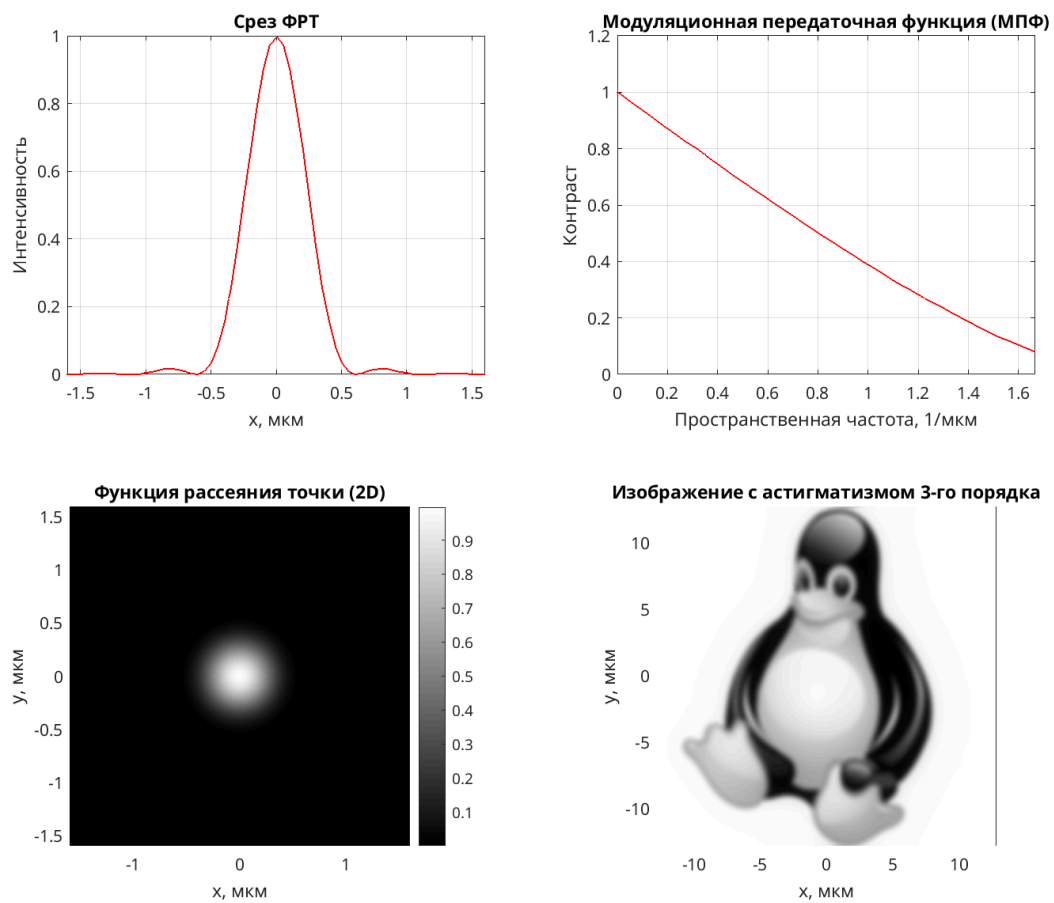 Срез ФРТ
1
0.8
0.6
0.4
0.2
0
Интенсивность
-1.5 -1 -0.5 0 0.5 1 1.5
x, мкм
Модуляционная передаточная функция (МПФ)
1.2
1
0.8
0.6
0.4
0.2
0
Контраст
0 0.2 0.4 0.6 0.8 1 1.2 1.4 1.6
Пространственная частота, 1/мкм
Функция рассеяния точки (2D)
1.5
1
0.5
0
-0.5
-1
-1.5
y, мкм
-1 0 1
x, мкм
0.9
0.8
0.7
0.6
0.5
0.4
0.3
0.2
0.1
Изображение с астигматизмом 3-го порядка
10
5
0
-5
-10
y, мкм
-10 -5 0 5 10
x, мкм